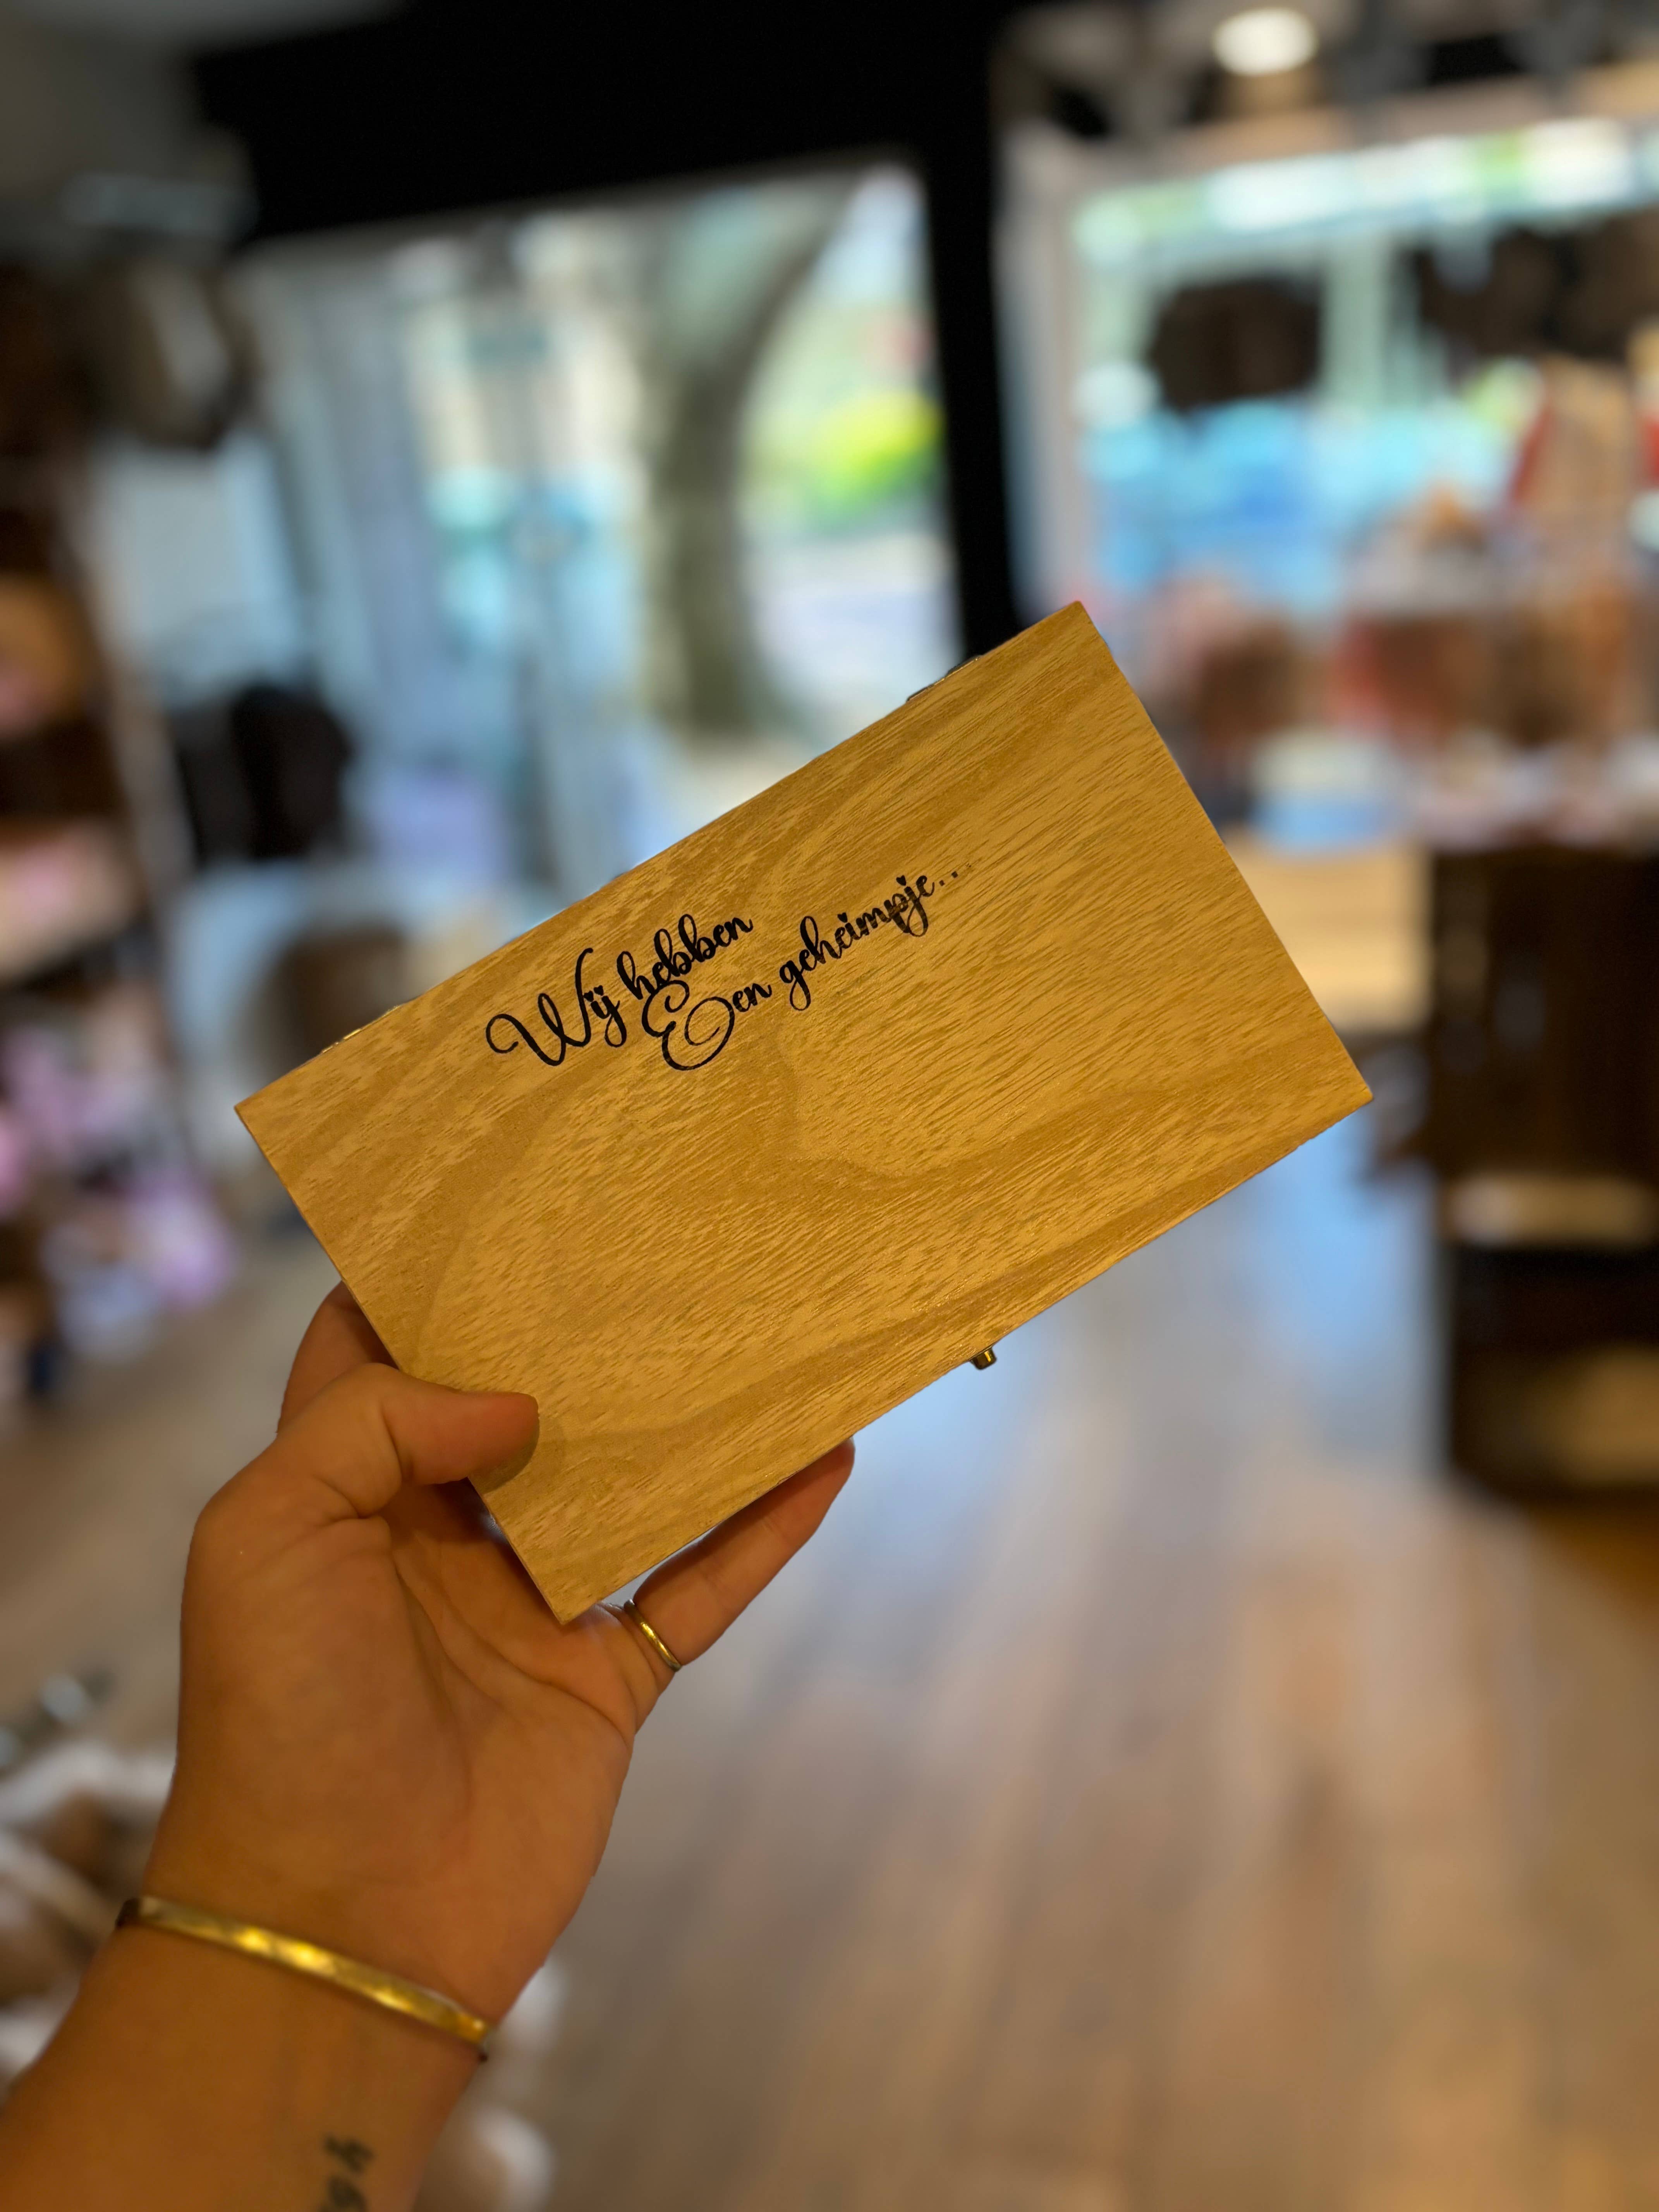 Wij hebben
Een geheimpje...